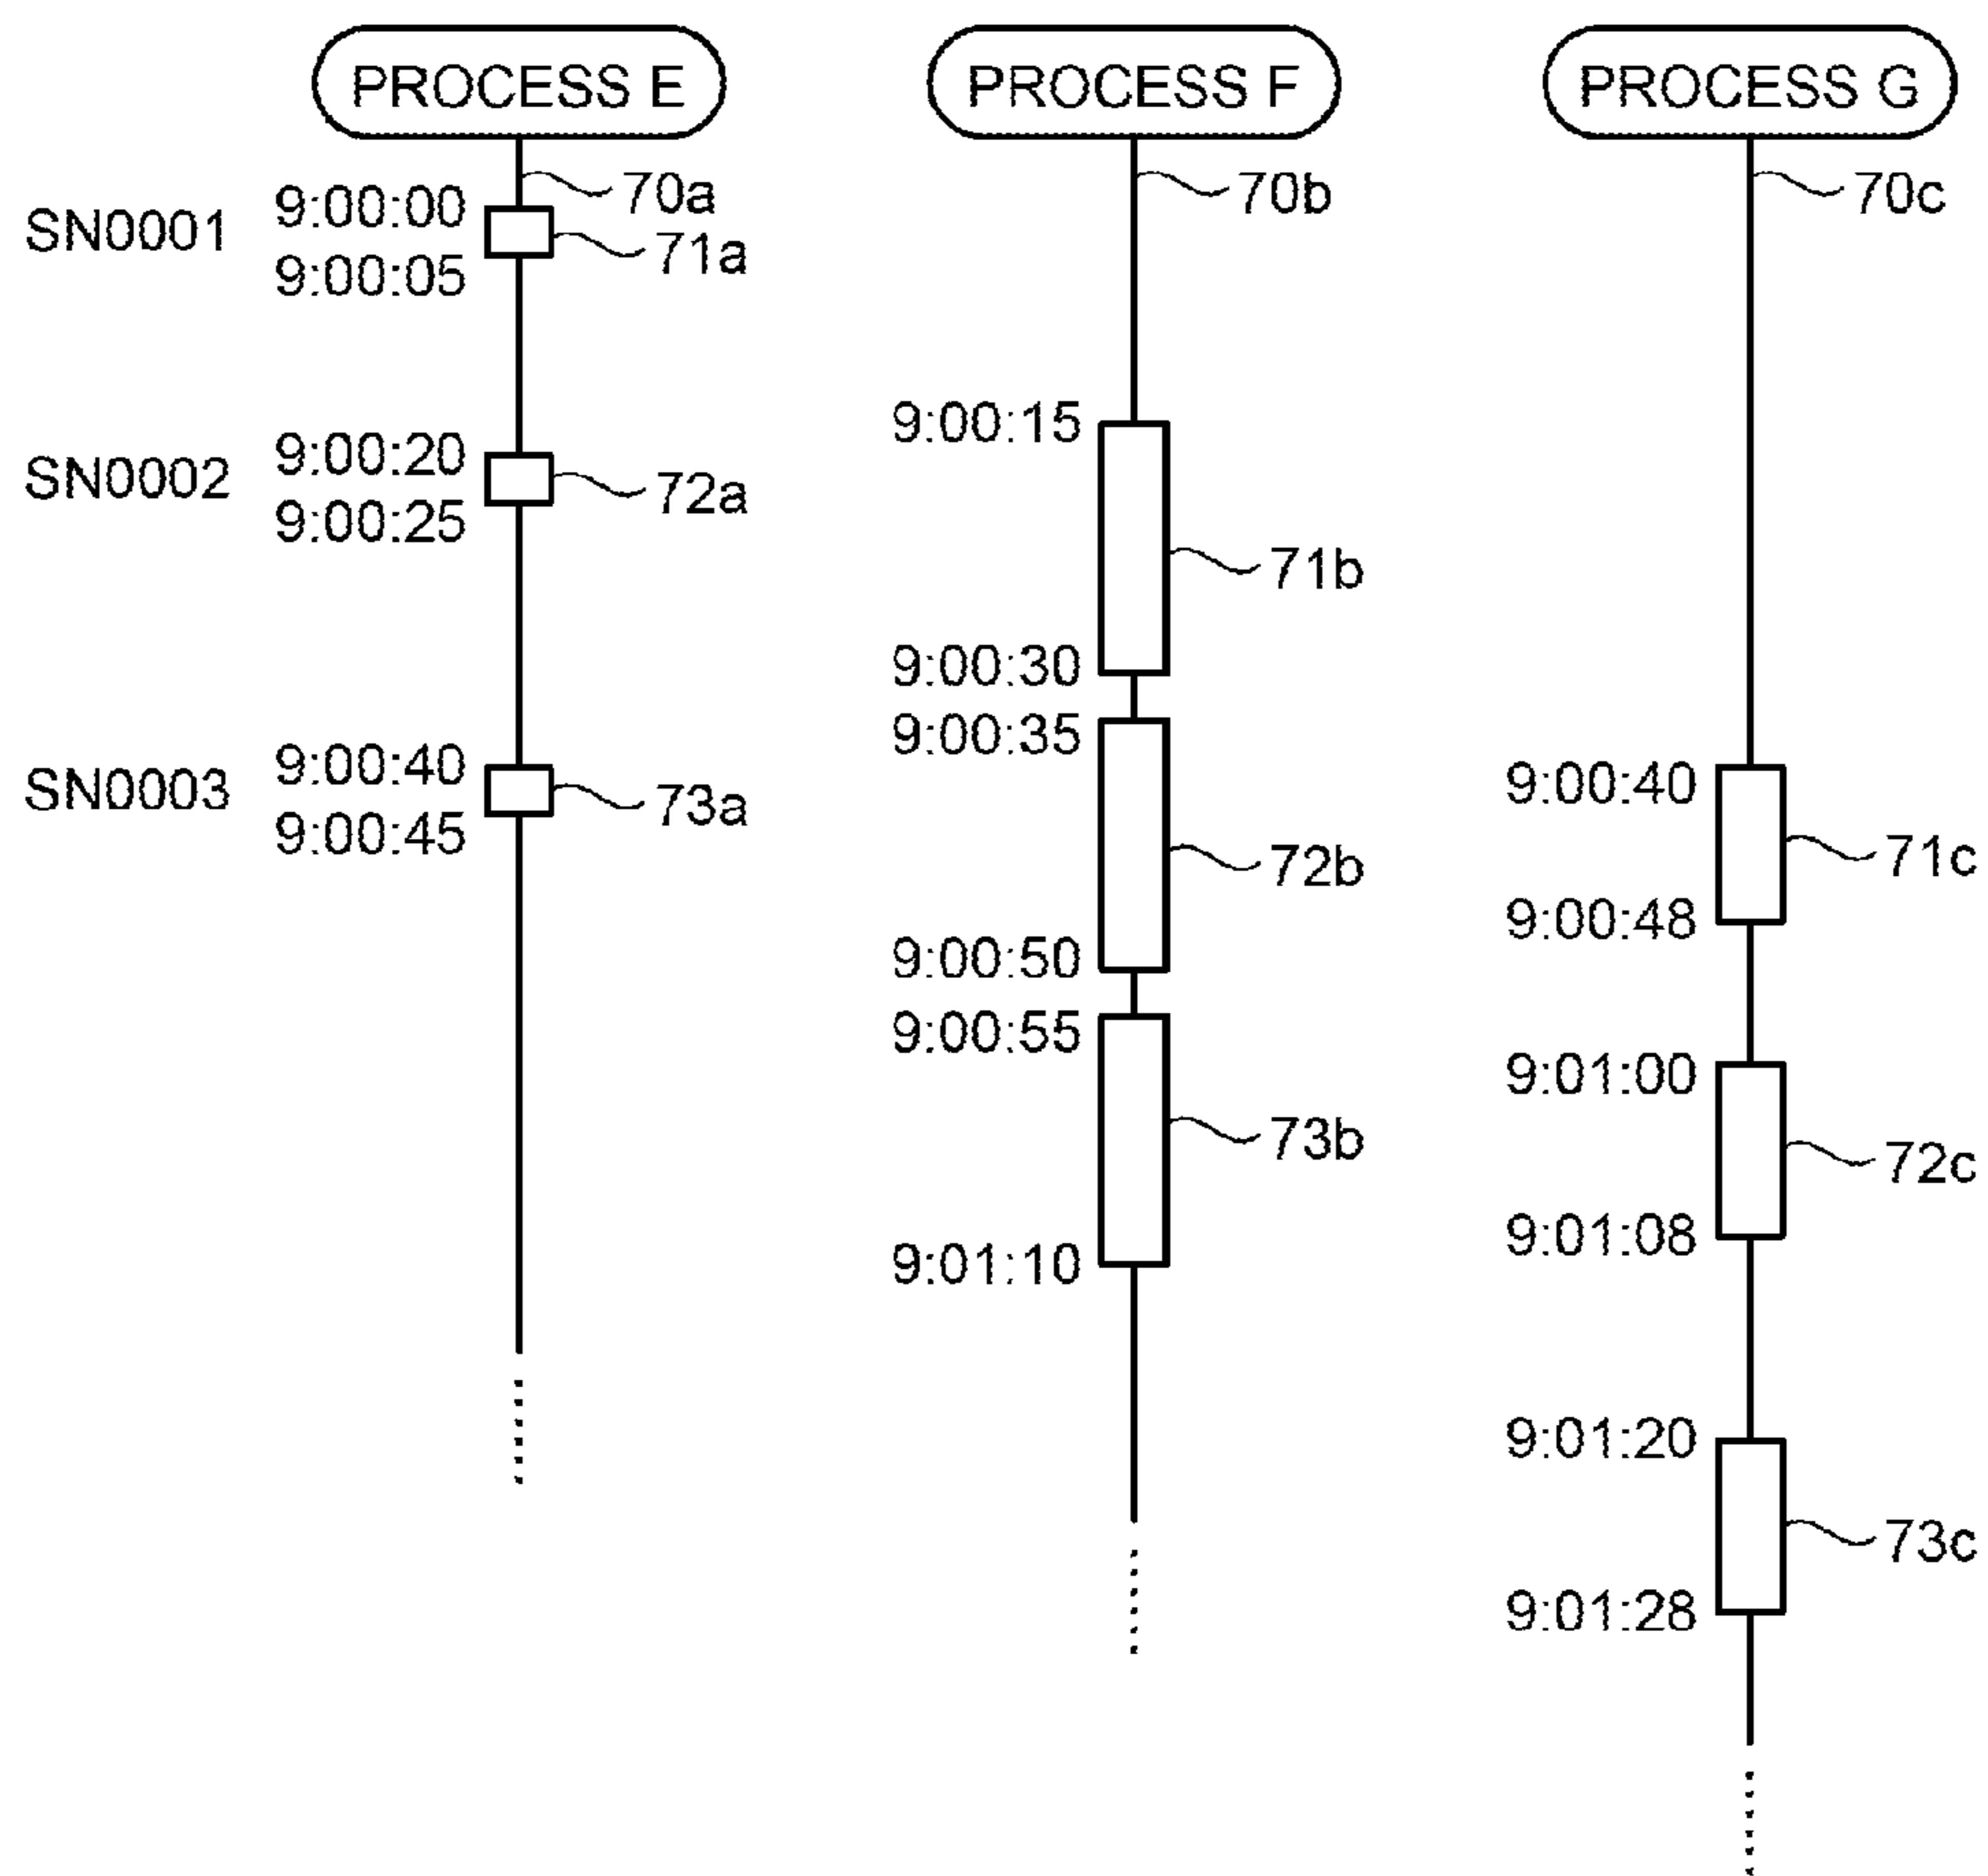 PROCESS E
PROCESS F
PROCESS G
70a
70b
70c
SN0001
9:00:00
9:00:05
71a
SN0002
9:00:20
9:00:25
72a
9:00:15
9:00:30
71b
SN0003
9:00:40
9:00:45
73a
9:00:35
9:00:50
72b
9:00:40
9:00:48
71c
9:00:55
9:01:10
73b
9:01:00
9:01:08
72c
9:01:20
9:01:28
73c